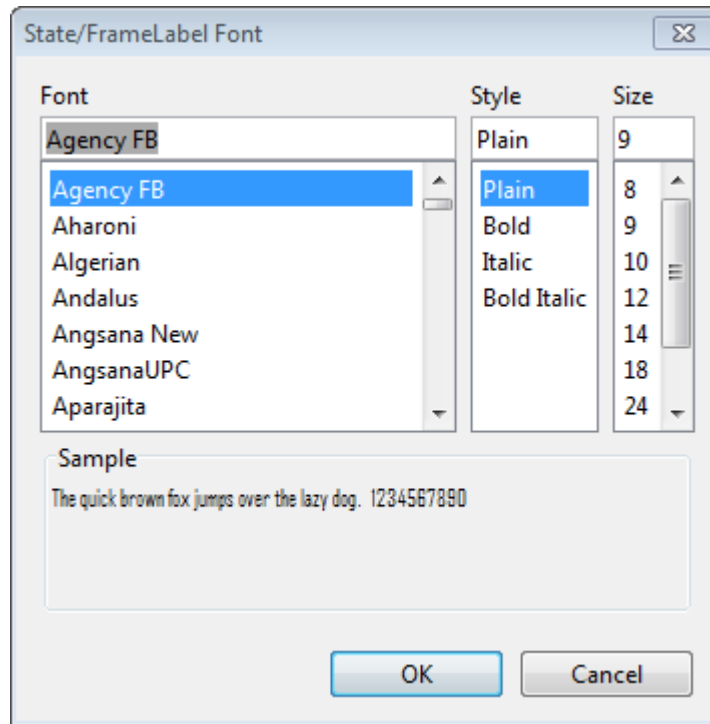 State/FrameLabel Font
Font
Style
Size
Agency FB
Plain
9
Agency FB
Aharoni
Algerian
Andalus
Angsana New
AngsanaUPC
Aparajita
Plain
Bold
Italic
Bold Italic
8
9
10
12
14
18
24
Sample
The quick brown fox jumps over the lazy dog. 1234567890
OK
Cancel